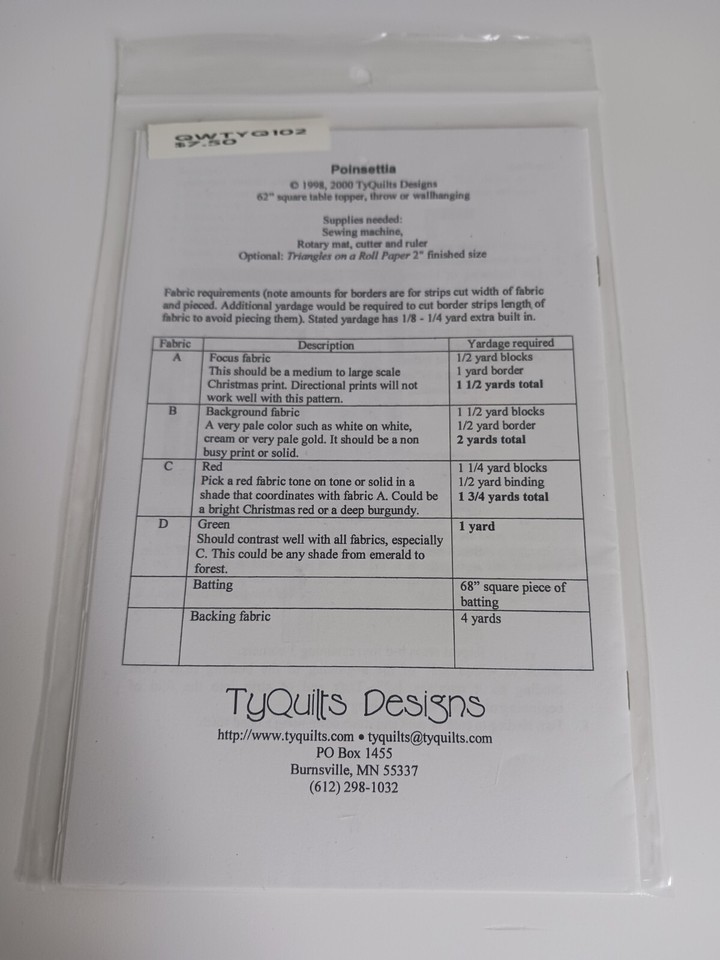 QWTYQ102
$7.50
Poinsettia
© 1998, 2000 TyQuilts Designs
62" square table topper, throw or wallhanging
Supplies needed:
Sewing machine,
Rotary mat, cutter and ruler
Optional: Triangles on a Roll Paper 2" finished size
Fabric requirements (note amounts for borders are for strips cut width of fabric
and pieced. Additional yardage would be required to cut border strips length of
fabric to avoid piecing them). Stated yardage has 1/8 - 1/4 yard extra built in.
Fabric Description Yardage required
A Focus fabric 1/2 yard blocks
This should be a medium to large scale 1 yard border
Christmas print. Directional prints will not 1 1/2 yards total
work well with this pattern.
B Background fabric 1 1/2 yard blocks
A very pale color such as white on white, 1/2 yard border
cream or very pale gold. It should be a non 2 yards total
busy print or solid.
C Red 1 1/4 yard blocks
Pick a red fabric tone on tone or solid in a 1/2 yard binding
shade that coordinates with fabric A. Could be 1 3/4 yards total
a bright Christmas red or a deep burgundy.
D Green 1 yard
Should contrast well with all fabrics, especially
C. This could be any shade from emerald to
forest.
Batting 68" square piece of
batting
Backing fabric 4 yards
TyQuilts Designs
http://www.tyquilts.com • tyquilts@tyquilts.com
PO Box 1455
Burnsville, MN 55337
(612) 298-1032